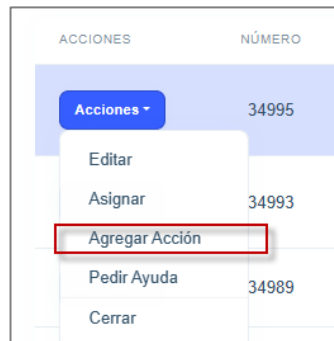 ACCIONES NÚMERO
Acciones 34995
Editar
Asignar 34993
Agregar Acción
Pedir Ayuda 34989
Cerrar